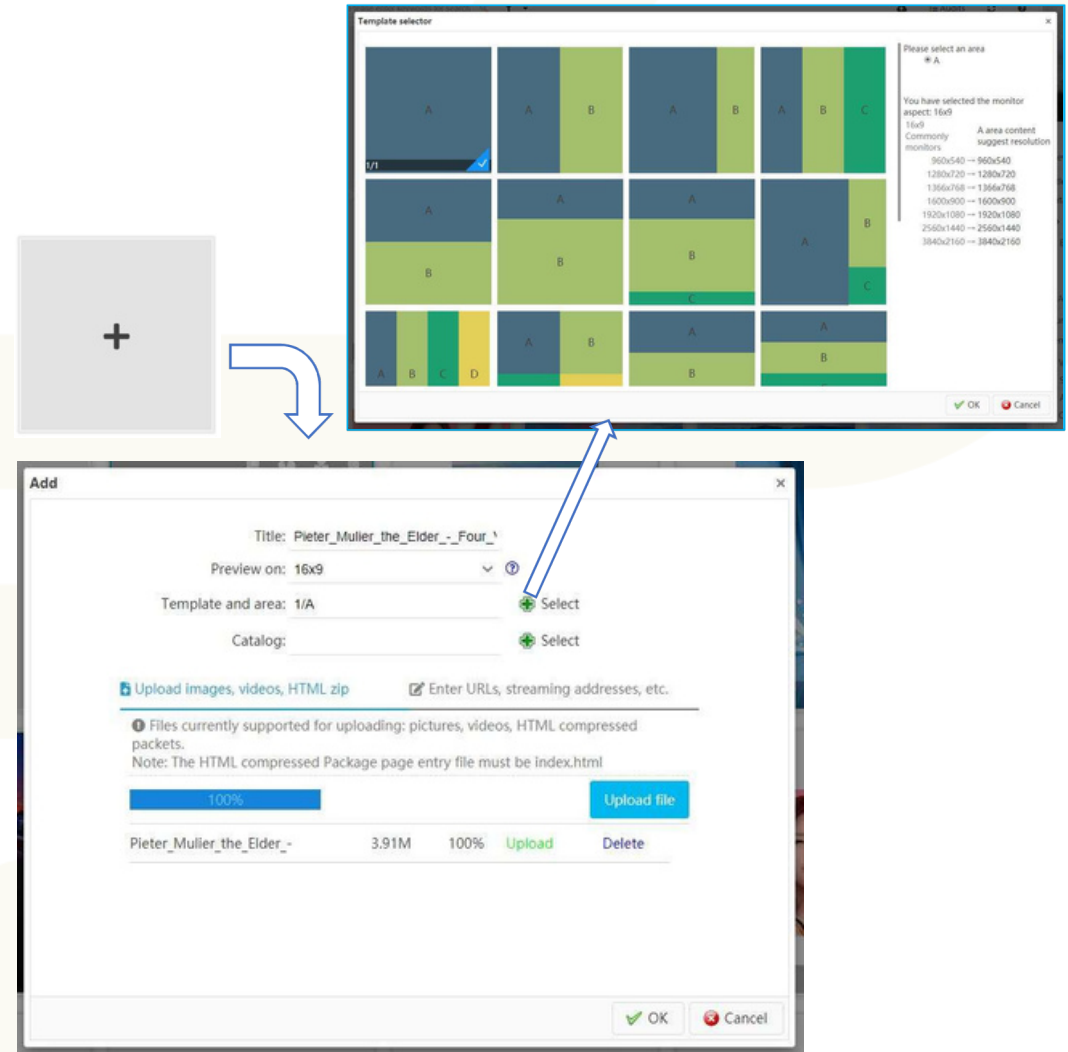 Template selector
×
A
A B
A B
A B C
1/1
A
B
A
B
A
B
C
A
B
C
A B C D
A B
A
B
A
B
Please select an area
A
You have selected the monitor
aspect: 16x9
16x9
Commonly
monitors
A area content
suggest resolution
960x540 → 960x540
1280x720 → 1280x720
1366x768 → 1366x768
1600x900 → 1600x900
1920x1080 → 1920x1080
2560x1440 → 2560x1440
3840x2160 → 3840x2160
OK Cancel
+
Add ×
Title: Pieter_Mulier_the_Elder_-_Four_
Preview on: 16x9
Template and area: 1/A Select
Catalog: Select
Upload images, videos, HTML zip Enter URLs, streaming addresses, etc.
Files currently supported for uploading: pictures, videos, HTML compressed
packets.
Note: The HTML compressed Package page entry file must be index.html
100% Upload file
Pieter_Mulier_the_Elder_- 3.91M 100% Upload Delete
OK Cancel